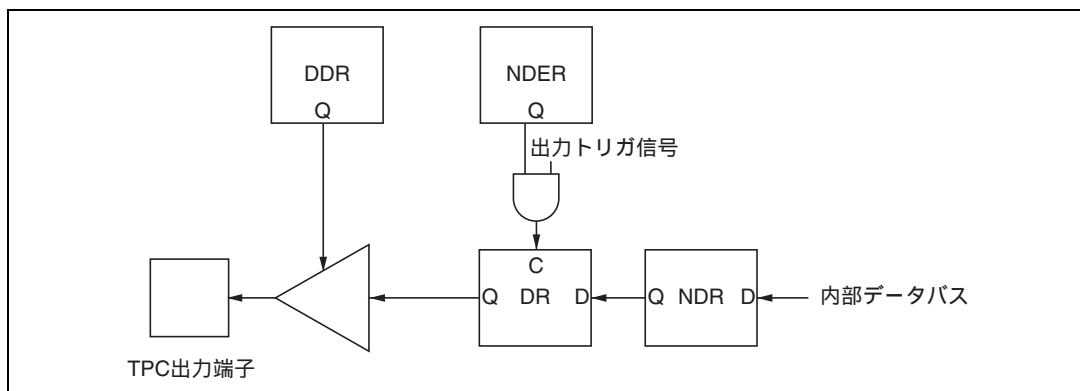 DDR
Q
NDER
Q
出力トリガ信号
C
Q DR D
Q NDR D
内部データバス
TPC出力端子